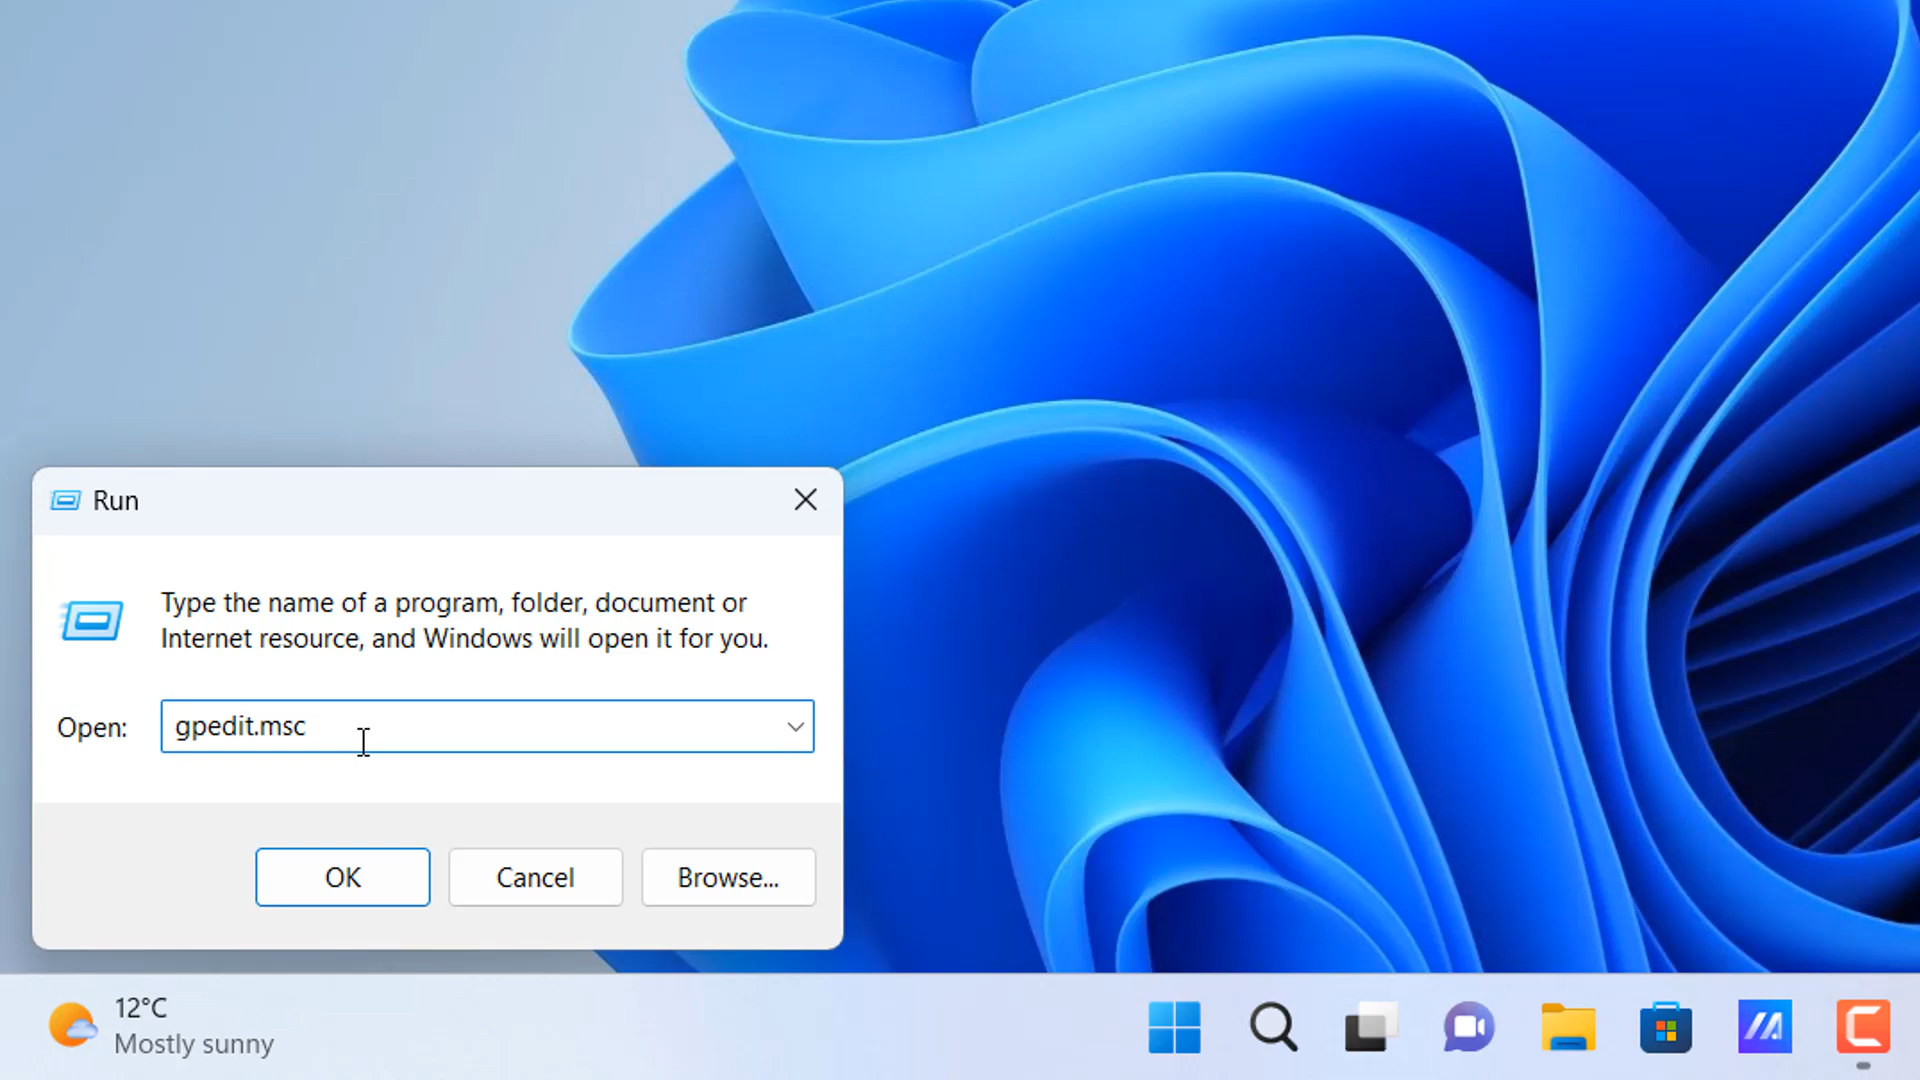 Run
Type the name of a program, folder, document or
Internet resource, and Windows will open it for you.
Open: gpedit.msc
OK Cancel Browse...
12°C
Mostly sunny